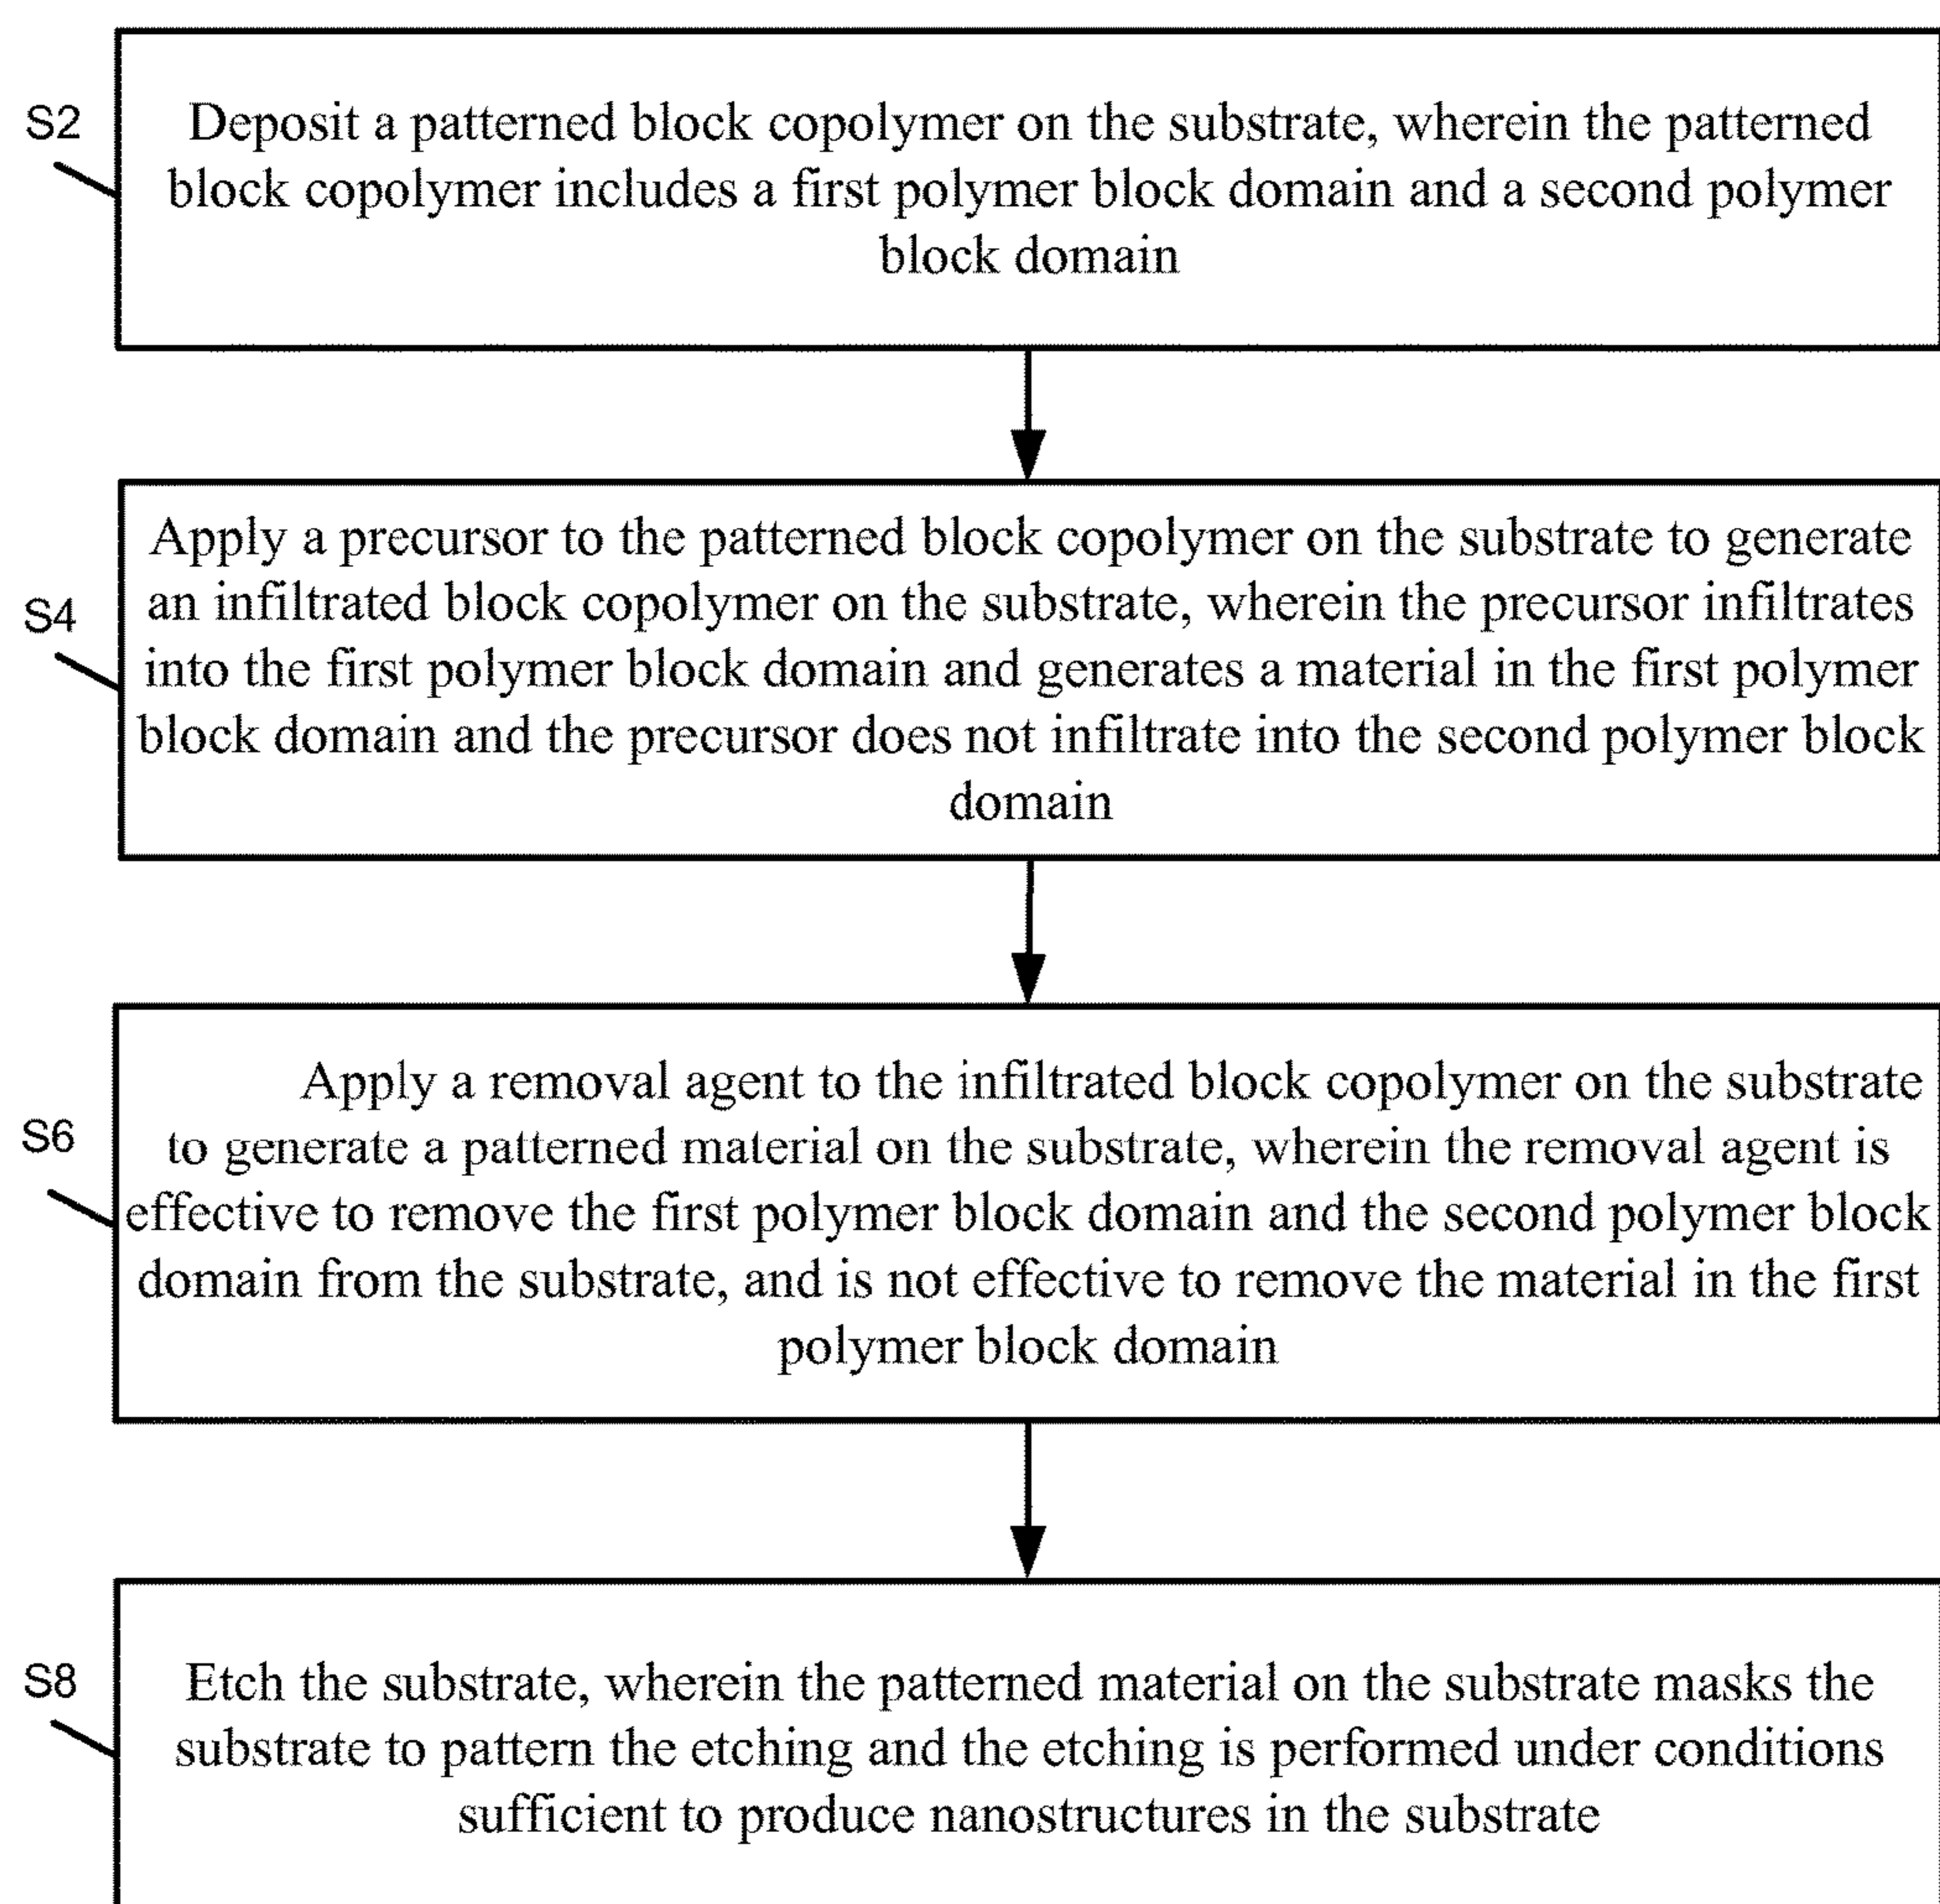 S2
Deposit a patterned block copolymer on the substrate, wherein the patterned
block copolymer includes a first polymer block domain and a second polymer
block domain
S4
Apply a precursor to the patterned block copolymer on the substrate to generate
an infiltrated block copolymer on the substrate, wherein the precursor infiltrates
into the first polymer block domain and generates a material in the first polymer
block domain and the precursor does not infiltrate into the second polymer block
domain
S6
Apply a removal agent to the infiltrated block copolymer on the substrate
to generate a patterned material on the substrate, wherein the removal agent is
effective to remove the first polymer block domain and the second polymer block
domain from the substrate, and is not effective to remove the material in the first
polymer block domain
S8
Etch the substrate, wherein the patterned material on the substrate masks the
substrate to pattern the etching and the etching is performed under conditions
sufficient to produce nanostructures in the substrate